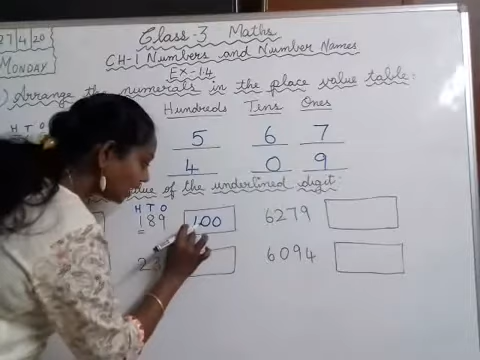 27 4 20
MONDAY
Class-3 Maths
CH-1 Numbers and Number Names
EX-1.4
) Arrange the numerals in the place value table:
H T O
Hundreds Tens Ones
5 6 7
4 0 9
value of the underlined digit:
H T O
189 100 6279
23 6094